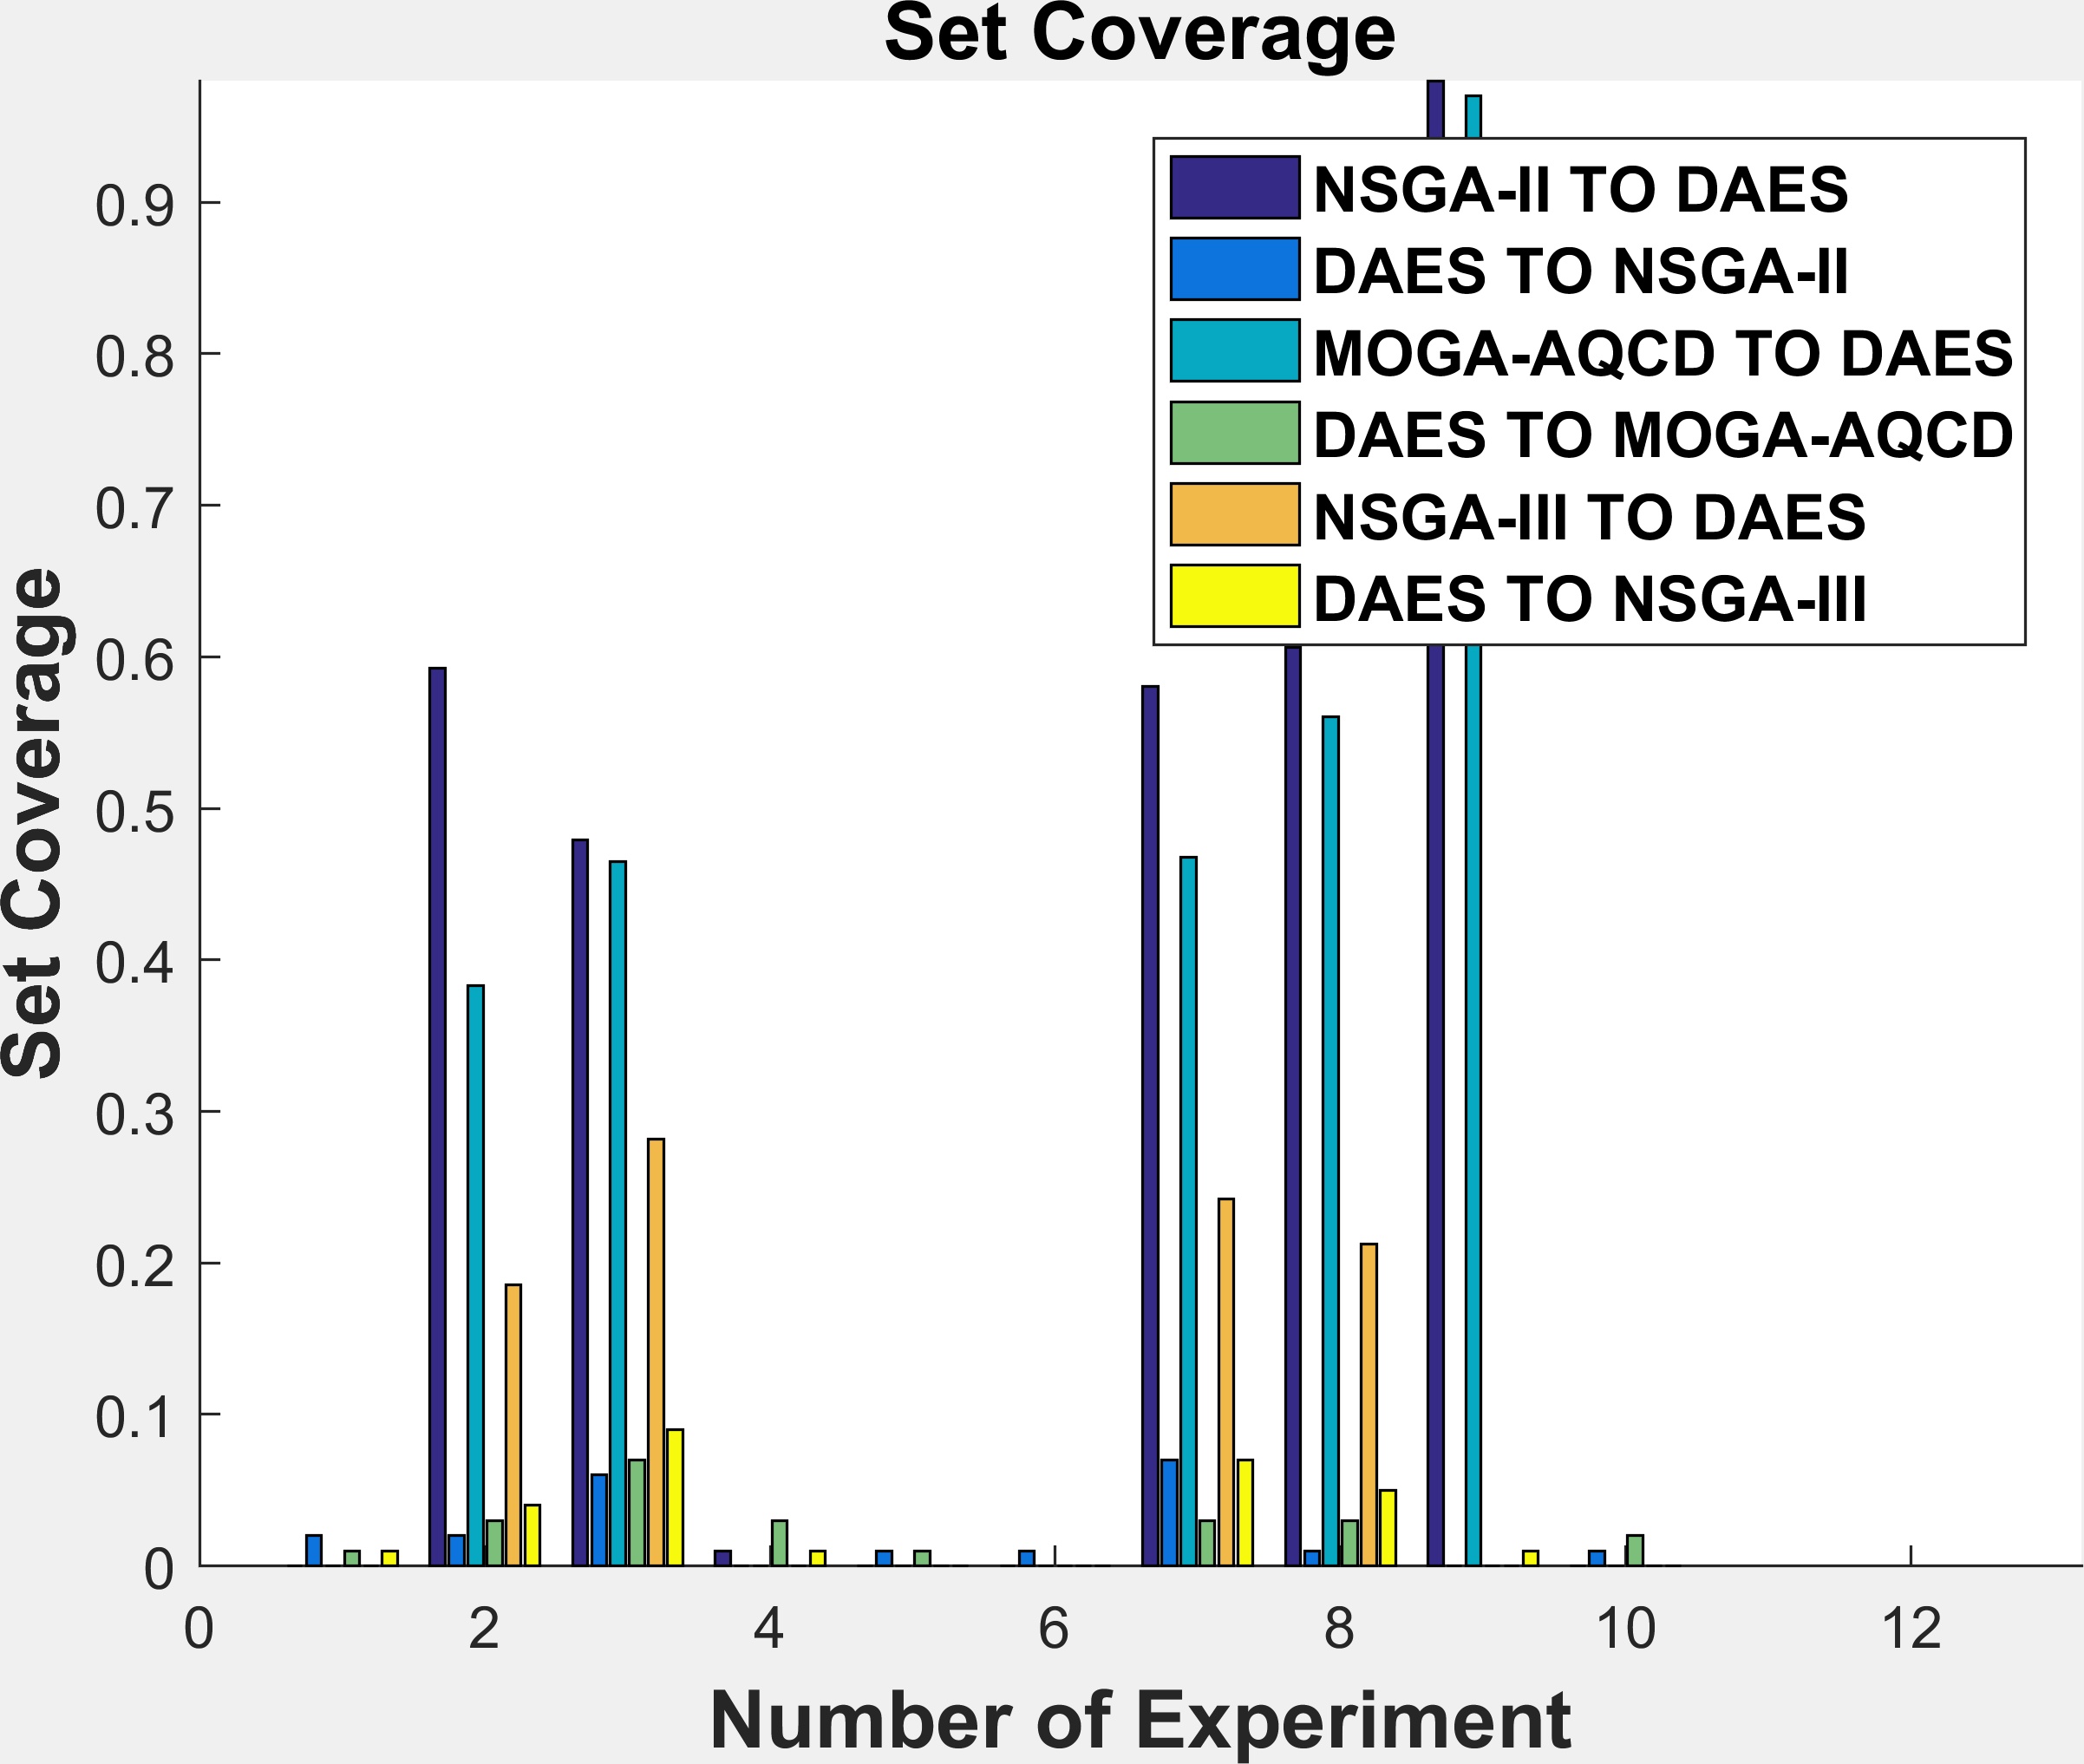 Set Coverage
Set Coverage
0.9
0.8
0.7
0.6
0.5
0.4
0.3
0.2
0.1
0
NSGA-II TO DAES
DAES TO NSGA-II
MOGA-AQCD TO DAES
DAES TO MOGA-AQCD
NSGA-III TO DAES
DAES TO NSGA-III
0 2 4 6 8 10 12
Number of Experiment